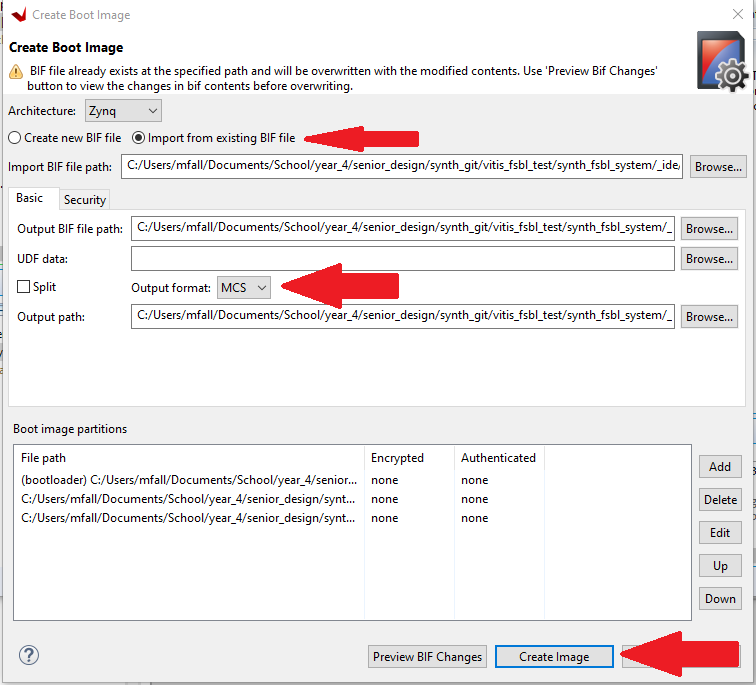 Create Boot Image
Create Boot Image
BIF file already exists at the specified path and will be overwritten with the modified contents. Use 'Preview Bif Changes'
button to view the changes in bif contents before overwriting.
Architecture: Zynq
Create new BIF file Import from existing BIF file
Import BIF file path: C:/Users/mfall/Documents/School/year_4/senior_design/synth_git/vitis_fsbl_test/synth_fsbl_system/_ide/ Browse...
Basic Security
Output BIF file path: C:/Users/mfall/Documents/School/year_4/senior_design/synth_git/vitis_fsbl_test/synth_fsbl_system/_ Browse...
UDF data: Browse...
Split Output format: MCS
Output path: C:/Users/mfall/Documents/School/year_4/senior_design/synth_git/vitis_fsbl_test/synth_fsbl_system/_ Browse...
Boot image partitions
File path Encrypted Authenticated
(bootloader) C:/Users/mfall/Documents/School/year_4/senior... none none
C:/Users/mfall/Documents/School/year_4/senior_design/synt... none none
C:/Users/mfall/Documents/School/year_4/senior_design/synt... none none
Add
Delete
Edit
Up
Down
? Preview BIF Changes Create Image